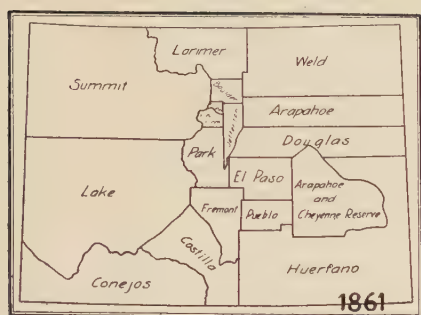 Larimer
Weld
Summit
Boulder
Arapahoe
Jefferson
Douglas
Park
El Paso
Arapahoe
and
Cheyenne Reserve
Lake
Fremont
Pueblo
Costilla
Huerfano
Conejos
1861